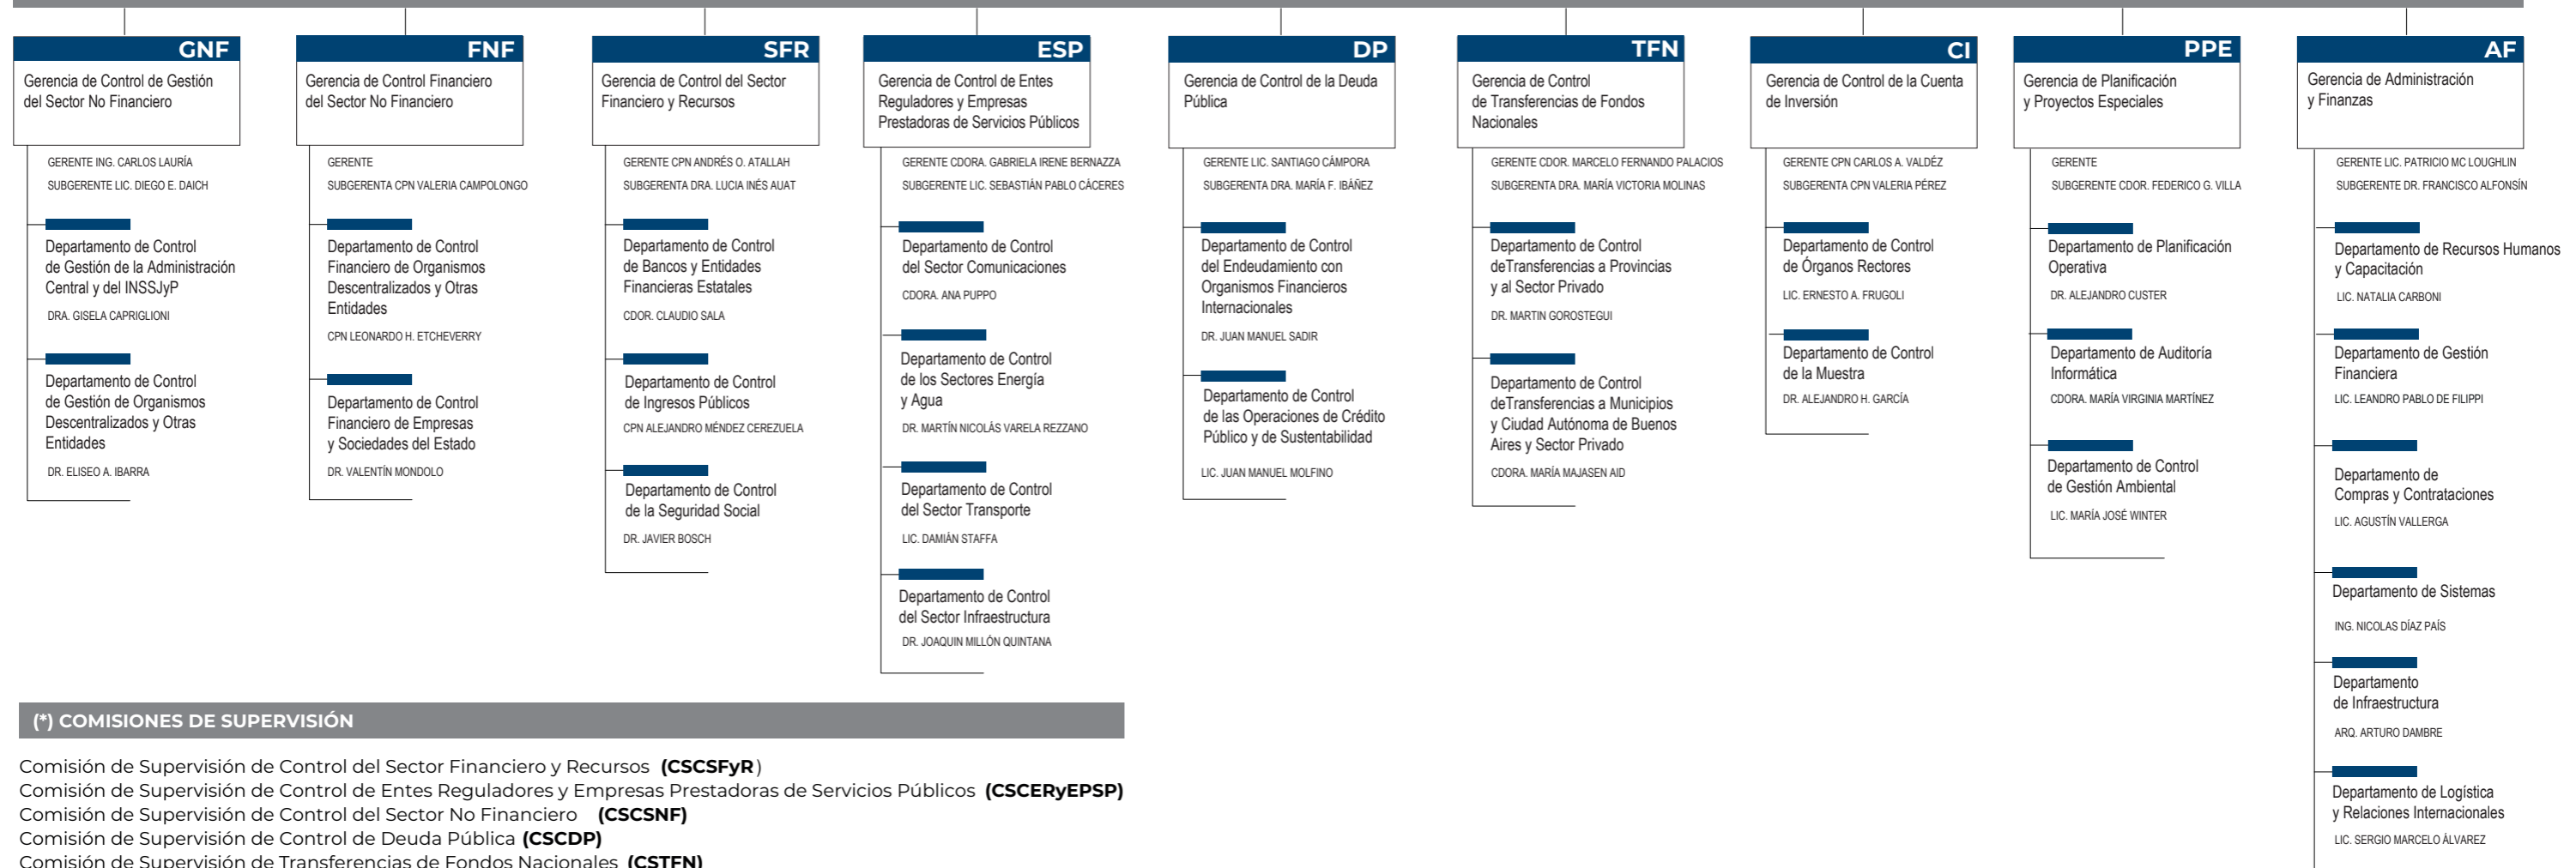 GNF
Gerencia de Control de Gestión
del Sector No Financiero
GERENTE ING. CARLOS LAURÍA
SUBGERENTE LIC. DIEGO E. DAICH
Departamento de Control
de Gestión de la Administración
Central y del INSSJyP
DRA. GISELA CAPRIGLIONI
Departamento de Control
de Gestión de Organismos
Descentralizados y Otras
Entidades
DR. ELISEO A. IBARRA
FNF
Gerencia de Control Financiero
del Sector No Financiero
GERENTE
SUBGERENTA CPN VALERIA CAMPOLONGO
Departamento de Control
Financiero de Organismos
Descentralizados y Otras
Entidades
CPN LEONARDO H. ETCHEVERRY
Departamento de Control
Financiero de Empresas
y Sociedades del Estado
DR. VALENTÍN MONDOLO
SFR
Gerencia de Control del Sector
Financiero y Recursos
GERENTE CPN ANDRÉS O. ATALLAH
SUBGERENTA DRA. LUCIA INÉS AUAT
Departamento de Control
de Bancos y Entidades
Financieras Estatales
CDOR. CLAUDIO SALA
Departamento de Control
de Ingresos Públicos
CPN ALEJANDRO MÉNDEZ CEREZUELA
Departamento de Control
de la Seguridad Social
DR. JAVIER BOSCH
ESP
Gerencia de Control de Entes
Reguladores y Empresas
Prestadoras de Servicios Públicos
GERENTE CDORA. GABRIELA IRENE BERNAZZA
SUBGERENTE LIC. SEBASTIÁN PABLO CÁCERES
Departamento de Control
del Sector Comunicaciones
CDORA. ANA PUPPO
Departamento de Control
de los Sectores Energía
y Agua
DR. MARTÍN NICOLÁS VARELA REZZANO
Departamento de Control
del Sector Transporte
LIC. DAMIÁN STAFFA
Departamento de Control
del Sector Infraestructura
DR. JOAQUIN MILLÓN QUINTANA
DP
Gerencia de Control de la Deuda
Pública
GERENTE LIC. SANTIAGO CÁMPORA
SUBGERENTA DRA. MARÍA F. IBÁÑEZ
Departamento de Control
del Endeudamiento con
Organismos Financieros
Internacionales
DR. JUAN MANUEL SADIR
Departamento de Control
de las Operaciones de Crédito
Público y de Sustentabilidad
LIC. JUAN MANUEL MOLFINO
TFN
Gerencia de Control
de Transferencias de Fondos
Nacionales
GERENTE CDOR. MARCELO FERNANDO PALACIOS
SUBGERENTA DRA. MARÍA VICTORIA MOLINAS
Departamento de Control
deTransferencias a Provincias
y al Sector Privado
DR. MARTIN GOROSTEGUI
Departamento de Control
deTransferencias a Municipios
y Ciudad Autónoma de Buenos
Aires y Sector Privado
CDORA. MARÍA MAJASEN AID
CI
Gerencia de Control de la Cuenta
de Inversión
GERENTE CPN CARLOS A. VALDÉZ
SUBGERENTA CPN VALERIA PÉREZ
Departamento de Control
de Órganos Rectores
LIC. ERNESTO A. FRUGOLI
Departamento de Control
de la Muestra
DR. ALEJANDRO H. GARCÍA
PPE
Gerencia de Planificación
y Proyectos Especiales
GERENTE
SUBGERENTE CDOR. FEDERICO G. VILLA
Departamento de Planificación
Operativa
DR. ALEJANDRO CUSTER
Departamento de Auditoría
Informática
CDORA. MARÍA VIRGINIA MARTÍNEZ
Departamento de Control
de Gestión Ambiental
LIC. MARÍA JOSÉ WINTER
AF
Gerencia de Administración
y Finanzas
GERENTE LIC. PATRICIO MC LOUGHLIN
SUBGERENTE DR. FRANCISCO ALFONSÍN
Departamento de Recursos Humanos
y Capacitación
LIC. NATALIA CARBONI
Departamento de Gestión
Financiera
LIC. LEANDRO PABLO DE FILIPPI
Departamento de
Compras y Contrataciones
LIC. AGUSTÍN VALLERGA
Departamento de Sistemas
ING. NICOLAS DÍAZ PAÍS
Departamento
de Infraestructura
ARQ. ARTURO DAMBRE
Departamento de Logística
y Relaciones Internacionales
LIC. SERGIO MARCELO ÁLVAREZ
(*) COMISIONES DE SUPERVISIÓN
Comisión de Supervisión de Control del Sector Financiero y Recursos (CSCSFyR)
Comisión de Supervisión de Control de Entes Reguladores y Empresas Prestadoras de Servicios Públicos (CSCERyEPSP)
Comisión de Supervisión de Control del Sector No Financiero (CSCSNF)
Comisión de Supervisión de Control de Deuda Pública (CSCDP)
Comisión de Supervisión de Transferencias de Fondos Nacionales (CSTFN)